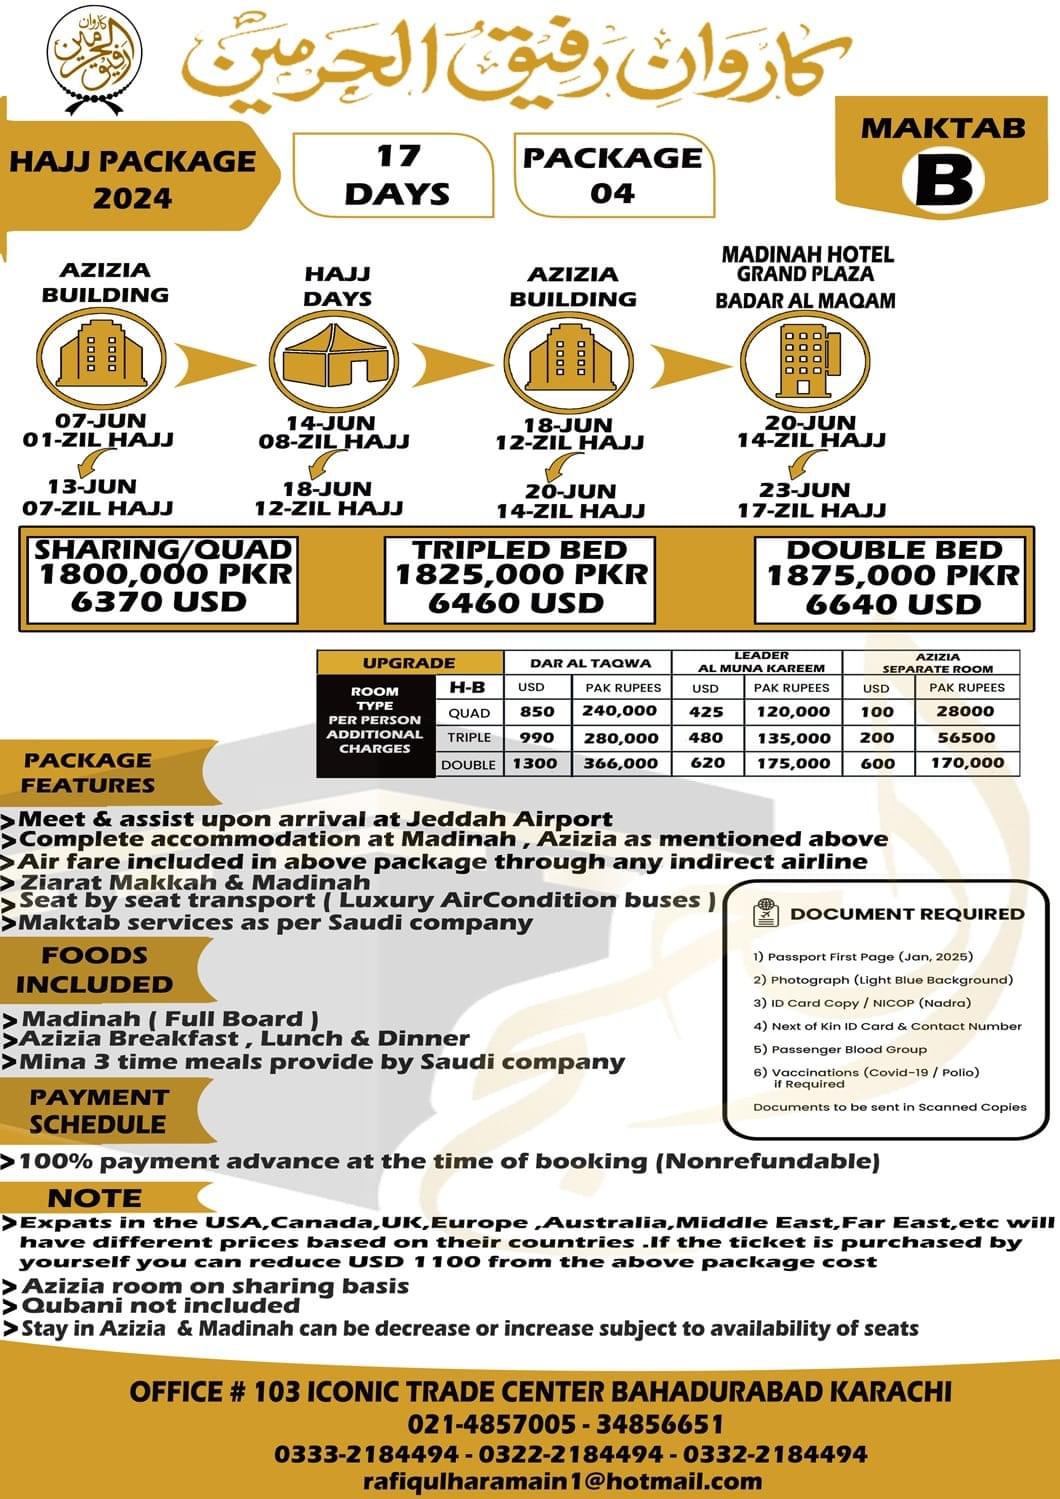 کاروان رفیق الحرمین
کاروان رفیق الحرمین
HAJJ PACKAGE
2024
17
DAYS
PACKAGE
04
MAKTAB
B
AZIZIA
BUILDING
07-JUN
01-ZIL HAJJ
13-JUN
07-ZIL HAJJ
HAJJ
DAYS
14-JUN
08-ZIL HAJJ
18-JUN
12-ZIL HAJJ
AZIZIA
BUILDING
18-JUN
12-ZIL HAJJ
20-JUN
14-ZIL HAJJ
MADINAH HOTEL
GRAND PLAZA
BADAR AL MAQAM
20-JUN
14-ZIL HAJJ
23-JUN
17-ZIL HAJJ
SHARING/QUAD
1800,000 PKR
6370 USD
TRIPLED BED
1825,000 PKR
6460 USD
DOUBLE BED
1875,000 PKR
6640 USD
UPGRADE DAR AL TAQWA LEADER AL MUNA KAREEM AZIZIA SEPARATE ROOM
ROOM
TYPE
PER PERSON
ADDITIONAL
CHARGES
H-B USD PAK RUPEES USD PAK RUPEES USD PAK RUPEES
QUAD 850 240,000 425 120,000 100 28000
TRIPLE 990 280,000 480 135,000 200 56500
DOUBLE 1300 366,000 620 175,000 600 170,000
PACKAGE
FEATURES
>Meet & assist upon arrival at Jeddah Airport
>Complete accommodation at Madinah , Azizia as mentioned above
>Air fare included in above package through any indirect airline
> Ziarat Makkah & Madinah
>Seat by seat transport ( Luxury AirCondition buses )
>Maktab services as per Saudi company
FOODS
INCLUDED
>Madinah ( Full Board )
>Azizia Breakfast , Lunch & Dinner
>Mina 3 time meals provide by Saudi company
DOCUMENT REQUIRED
1) Passport First Page (Jan, 2025)
2) Photograph (Light Blue Background)
3) ID Card Copy / NICOP (Nadra)
4) Next of Kin ID Card & Contact Number
5) Passenger Blood Group
6) Vaccinations (Covid-19 / Polio)
if Required
Documents to be sent in Scanned Copies
PAYMENT
SCHEDULE
>100% payment advance at the time of booking (Nonrefundable)
NOTE
>Expats in the USA,Canada,UK,Europe ,Australia,Middle East,Far East,etc will
have different prices based on their countries .If the ticket is purchased by
yourself you can reduce USD 1100 from the above package cost
>Azizia room on sharing basis
>Qubani not included
>Stay in Azizia & Madinah can be decrease or increase subject to availability of seats
OFFICE # 103 ICONIC TRADE CENTER BAHADURABAD KARACHI
021-4857005 - 34856651
0333-2184494 - 0322-2184494 - 0332-2184494
rafiqulharamain1@hotmail.com